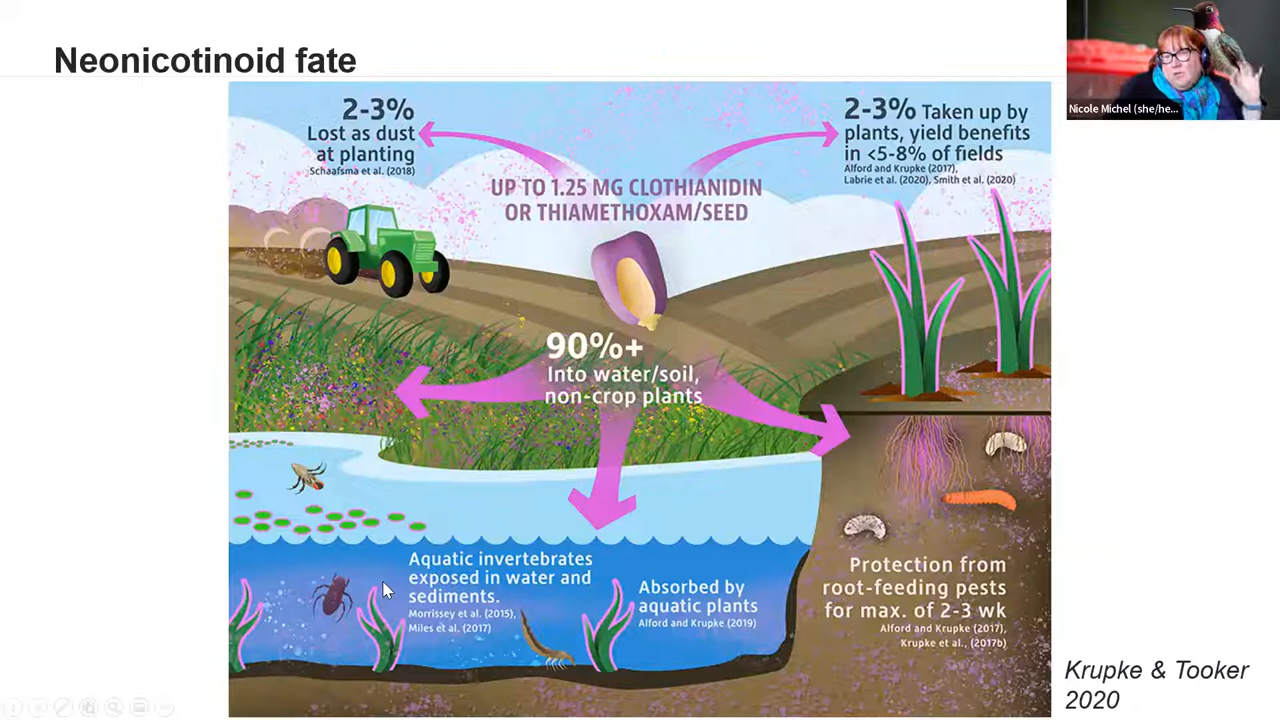 Neonicotinoid fate
Nicole Michel (she/he...
2-3%
Lost as dust
at planting
Schaafsma et al. (2018)
2-3% Taken up by
plants, yield benefits
in <5-8% of fields
Alford and Krupke (2017),
Labrie et al. (2020), Smith et al. (2020)
UP TO 1.25 MG CLOTHIANIDIN
OR THIAMETHOXAM/SEED
90%+
Into water/soil,
non-crop plants
Aquatic invertebrates
exposed in water and
sediments.
Morrissey et al. (2015),
Miles et al. (2017)
Absorbed by
aquatic plants
Alford and Krupke (2019)
Protection from
root-feeding pests
for max. of 2-3 wk
Alford and Krupke (2017),
Krupke et al., (2017b)
Krupke & Tooker
2020